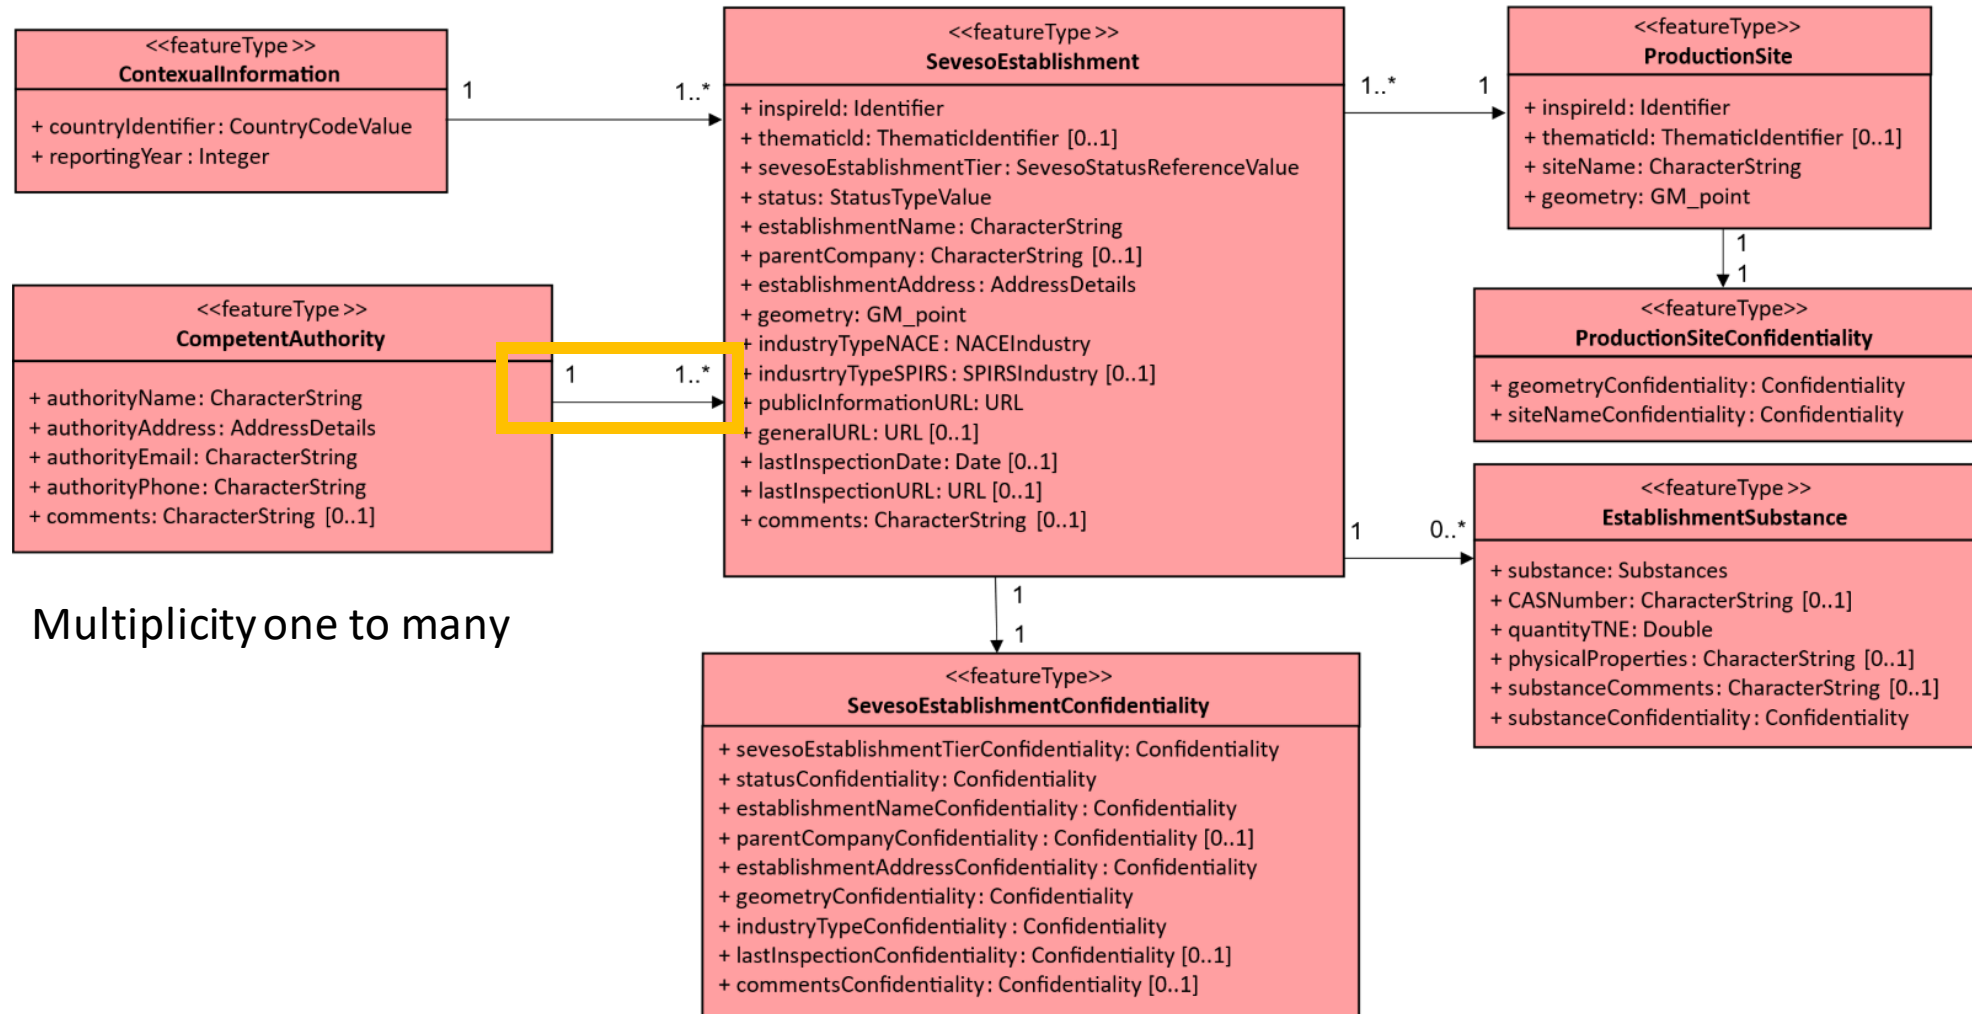 <<featureType>>
ContexualInformation
+ countryIdentifier: CountryCodeValue
+ reportingYear : Integer
1
1..*
<<featureType>>
SevesoEstablishment
+ inspireId: Identifier
+ thematicId: ThematicIdentifier [0..1]
+ sevesoEstablishmentTier: SevesoStatusReferenceValue
+ status: StatusTypeValue
+ establishmentName: CharacterString
+ parentCompany: CharacterString [0..1]
+ establishmentAddress: AddressDetails
+ geometry: GM_point
+ industryTypeNACE: NACEIndustry
+ indusrtryTypeSPIRS: SPIRSIndustry [0..1]
+ publicInformationURL: URL
+ generalURL: URL [0..1]
+ lastInspectionDate: Date [0..1]
+ lastInspectionURL: URL [0..1]
+ comments: CharacterString [0..1]
1..*
1
<<featureType>>
ProductionSite
+ inspireId: Identifier
+ thematicId: ThematicIdentifier [0..1]
+ siteName: CharacterString
+ geometry: GM_point
1
1
<<featureType>>
ProductionSiteConfidentiality
+ geometryConfidentiality: Confidentiality
+ siteNameConfidentiality: Confidentiality
<<featureType>>
CompetentAuthority
+ authorityName: CharacterString
+ authorityAddress: AddressDetails
+ authorityEmail: CharacterString
+ authorityPhone: CharacterString
+ comments: CharacterString [0..1]
1
1..*
1
0..*
<<featureType>>
EstablishmentSubstance
+ substance: Substances
+ CASNumber: CharacterString [0..1]
+ quantityTNE: Double
+ physicalProperties: CharacterString [0..1]
+ substanceComments: CharacterString [0..1]
+ substanceConfidentiality: Confidentiality
Multiplicity one to many
1
1
<<featureType>>
SevesoEstablishmentConfidentiality
+ sevesoEstablishmentTierConfidentiality: Confidentiality
+ statusConfidentiality: Confidentiality
+ establishmentNameConfidentiality: Confidentiality
+ parentCompanyConfidentiality: Confidentiality [0..1]
+ establishmentAddressConfidentiality: Confidentiality
+ geometryConfidentiality: Confidentiality
+ industryTypeConfidentiality: Confidentiality
+ lastInspectionConfidentiality: Confidentiality [0..1]
+ commentsConfidentiality: Confidentiality [0..1]